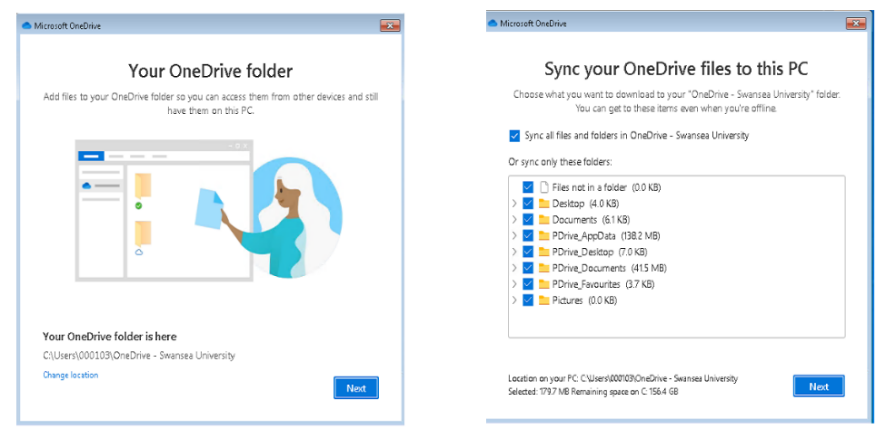 Microsoft OneDrive
Your OneDrive folder
Add files to your OneDrive folder so you can access them from other devices and still
have them on this PC.
Your OneDrive folder is here
C:\Users\000103\OneDrive - Swansea University
Change location
Next
Microsoft OneDrive
Sync your OneDrive files to this PC
Choose what you want to download to your "OneDrive - Swansea University" folder.
You can get to these items even when you're offline.
Sync all files and folders in OneDrive - Swansea University
Or sync only these folders:
Files not in a folder (0.0 KB)
Desktop (4.0 KB)
Documents (6.1 KB)
PDrive_AppData (138.2 MB)
PDrive_Desktop (7.0 KB)
PDrive_Documents (41.5 MB)
PDrive_Favourites (3.7 KB)
Pictures (0.0 KB)
Location on your PC: C:\Users\000103\OneDrive - Swansea University
Selected: 179.7 MB Remaining space on C: 156.4 GB
Next